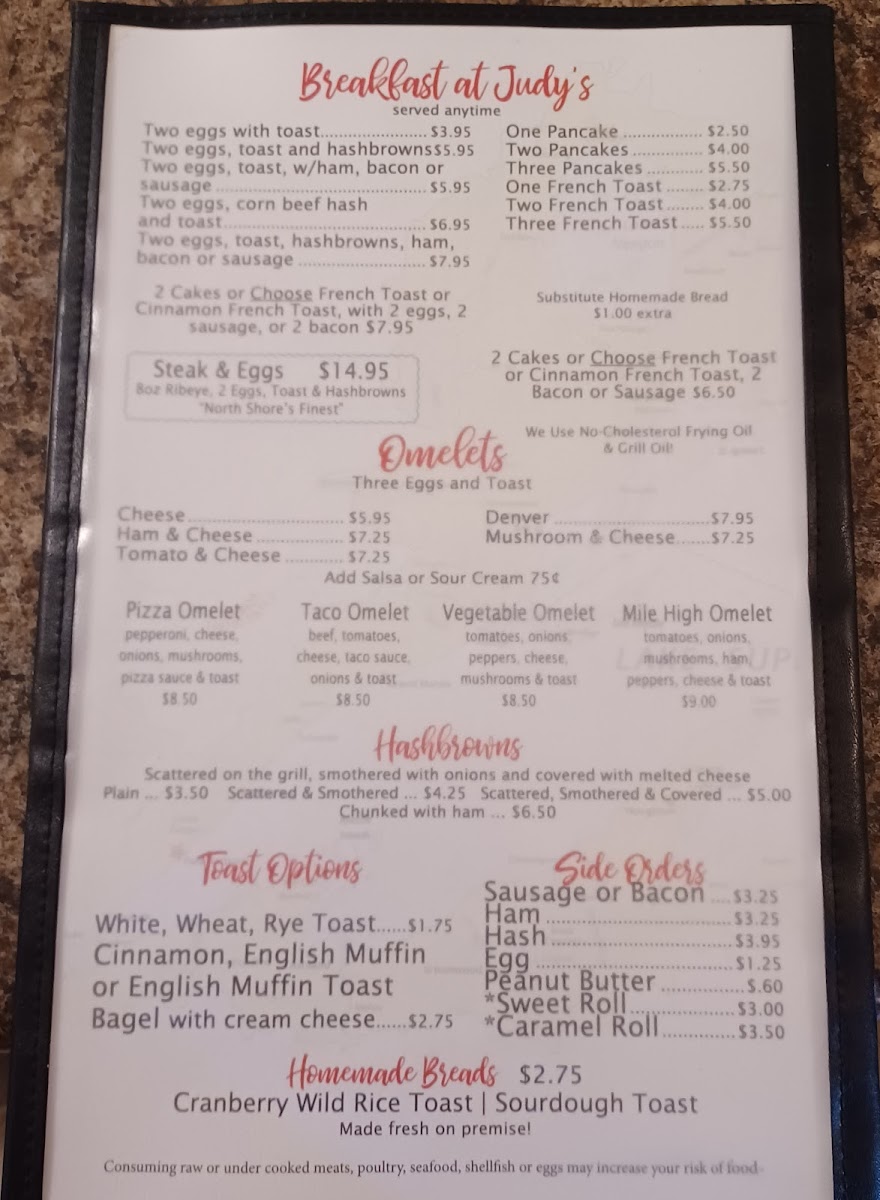 Breakfast at Judy's
served anytime
Two eggs with toast...................... $3.95
Two eggs, toast and hashbrowns$5.95
Two eggs, toast, w/ham, bacon or
sausage ........................................... $5.95
Two eggs, corn beef hash
and toast.......................................... $6.95
Two eggs, toast, hashbrowns, ham,
bacon or sausage .......................... $7.95
One Pancake ................ $2.50
Two Pancakes .............. $4.00
Three Pancakes ............ $5.50
One French Toast ........ $2.75
Two French Toast ........ $4.00
Three French Toast ..... $5.50
2 Cakes or Choose French Toast or
Cinnamon French Toast, with 2 eggs, 2
sausage, or 2 bacon $7.95
Substitute Homemade Bread
$1.00 extra
Steak & Eggs $14.95
8oz Ribeye, 2 Eggs, Toast & Hashbrowns
"North Shore's Finest"
2 Cakes or Choose French Toast
or Cinnamon French Toast, 2
Bacon or Sausage $6.50
We Use No-Cholesterol Frying Oil
& Grill Oil!
Omelets
Three Eggs and Toast
Cheese ................................ $5.95
Ham & Cheese .................. $7.25
Tomato & Cheese ............ $7.25
Denver ................................$7.95
Mushroom & Cheese.......$7.25
Add Salsa or Sour Cream 75¢
Pizza Omelet
pepperoni, cheese,
onions, mushrooms,
pizza sauce & toast
$8.50
Taco Omelet
beef, tomatoes,
cheese, taco sauce,
onions & toast
$8.50
Vegetable Omelet
tomatoes, onions,
peppers, cheese,
mushrooms & toast
$8.50
Mile High Omelet
tomatoes, onions,
mushrooms, ham,
peppers, cheese & toast
$9.00
Hashbrowns
Scattered on the grill, smothered with onions and covered with melted cheese
Plain ... $3.50 Scattered & Smothered ... $4.25 Scattered, Smothered & Covered ... $5.00
Chunked with ham ... $6.50
Toast Options
White, Wheat, Rye Toast.....$1.75
Cinnamon, English Muffin
or English Muffin Toast
Bagel with cream cheese......$2.75
Side Orders
Sausage or Bacon ....$3.25
Ham ............................$3.25
Hash ...........................$3.95
Egg .............................$1.25
Peanut Butter .............$.60
*Sweet Roll.................$3.00
*Caramel Roll............$3.50
Homemade Breads $2.75
Cranberry Wild Rice Toast | Sourdough Toast
Made fresh on premise!
Consuming raw or under cooked meats, poultry, seafood, shellfish or eggs may increase your risk of food-